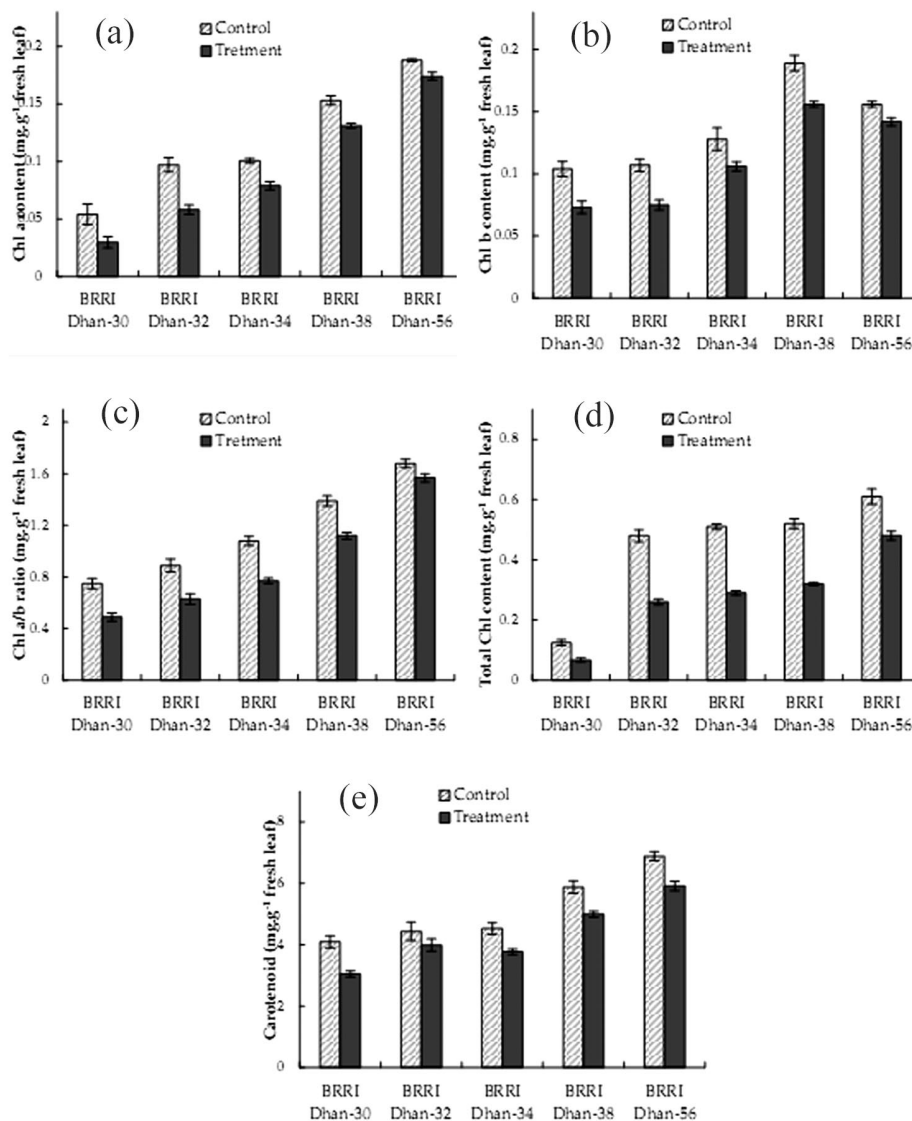 (a)
Control
Tretment
Chl a content (mg.g-1 fresh leaf)
0.2
0.15
0.1
0.05
0
BRRI BRRI BRRI BRRI BRRI
Dhan-30 Dhan-32 Dhan-34 Dhan-38 Dhan-56
(b)
Control
Treatment
Chl b content (mg.g-1 fresh leaf)
0.2
0.15
0.1
0.05
0
BRRI BRRI BRRI BRRI BRRI
Dhan-30 Dhan-32 Dhan-34 Dhan-38 Dhan-56
(c)
Control
Tretment
Chl a/b ratio (mg.g-1 fresh leaf)
2
1.6
1.2
0.8
0.4
0
BRRI BRRI BRRI BRRI BRRI
Dhan-30 Dhan-32 Dhan-34 Dhan-38 Dhan-56
(d)
Control
Treatment
Total Chl content (mg.g-1 fresh leaf)
0.8
0.6
0.4
0.2
0
BRRI BRRI BRRI BRRI BRRI
Dhan-30 Dhan-32 Dhan-34 Dhan-38 Dhan-56
(e)
Control
Treatment
Carotenoid (mg.g-1 fresh leaf)
8
6
4
2
0
BRRI BRRI BRRI BRRI BRRI
Dhan-30 Dhan-32 Dhan-34 Dhan-38 Dhan-56